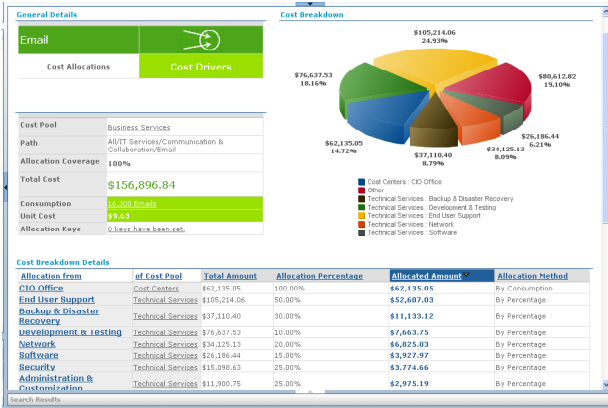 General Details
Email
Cost Allocations Cost Drivers
Cost Pool Business Services
Path All/IT Services/Communication &
Collaboration/Email
Allocation Coverage 100%
Total Cost $156,896.84
Consumption 16,300 Emails
Unit Cost $9.63
Allocation Keys 0 keys have been set.
Cost Breakdown
$105,214.06
24.93%
$76,637.53
18.16%
$80,612.82
19.10%
$26,186.44
6.21%
$34,125.13
8.09%
$37,110.40
8.79%
$62,135.05
14.72%
Cost Centers : CIO Office
Other
Technical Services : Backup & Disaster Recovery
Technical Services : Development & Testing
Technical Services : End User Support
Technical Services : Network
Technical Services : Software
Cost Breakdown Details
Allocation from of Cost Pool Total Amount Allocation Percentage Allocated Amount Allocation Method
CIO Office Cost Centers $62,135.05 100.00% $62,135.05 By Consumption
End User Support Technical Services $105,214.06 50.00% $52,607.03 By Percentage
Backup & Disaster
Recovery Technical Services $37,110.40 30.00% $11,133.12 By Percentage
Development & Testing Technical Services $76,637.53 10.00% $7,663.75 By Percentage
Network Technical Services $34,125.13 20.00% $6,825.03 By Percentage
Software Technical Services $26,186.44 15.00% $3,927.97 By Percentage
Security Technical Services $15,098.63 25.00% $3,774.66 By Percentage
Administration &
Customization Technical Services $11,900.75 25.00% $2,975.19 By Percentage
Search Results